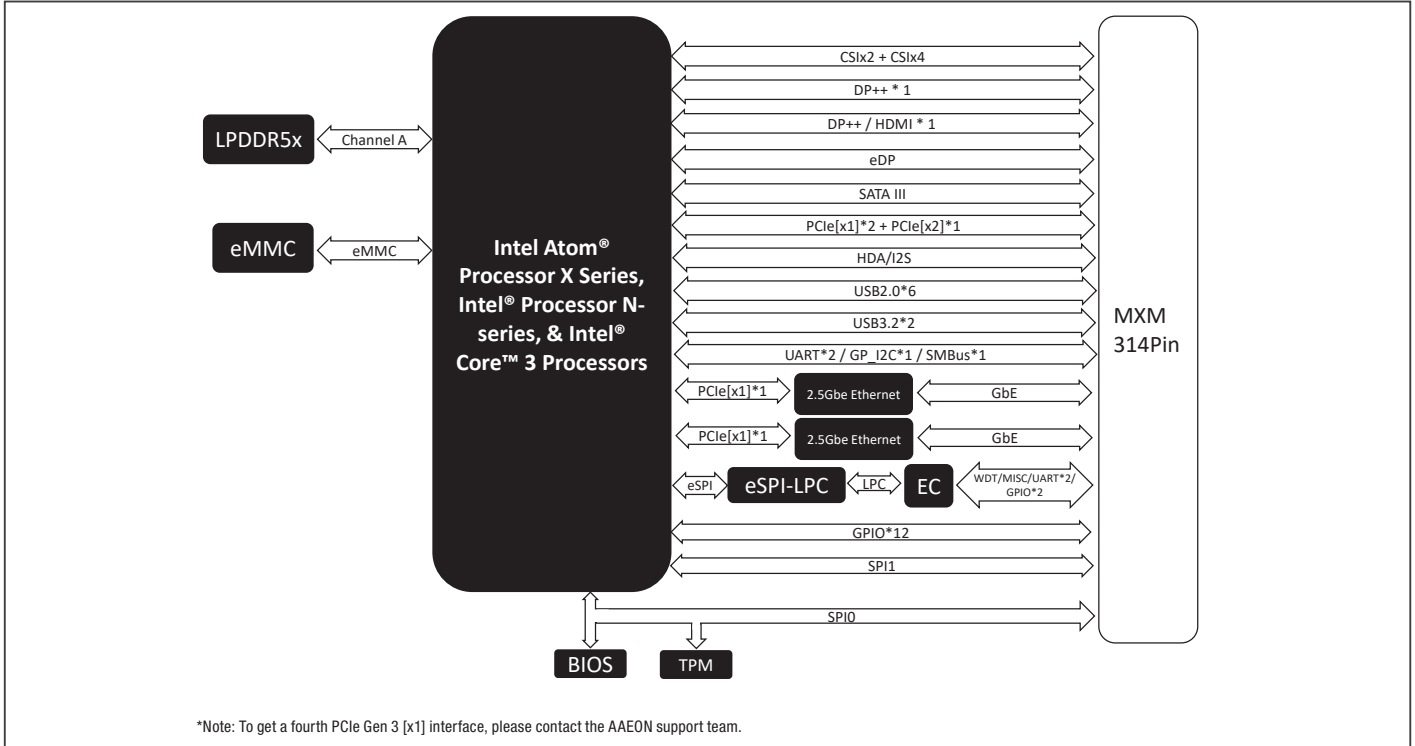 CSIx2 + CSIx4
DP++ * 1
DP++ / HDMI * 1
eDP
SATA III
PCIe[x1]*2 + PCIe[x2]*1
HDA/I2S
USB2.0*6
USB3.2*2
UART*2 / GP_I2C*1 / SMBus*1
LPDDR5x
Channel A
eMMC
eMMC
Intel Atom®
Processor X Series,
Intel® Processor N-
series, & Intel®
Core™ 3 Processors
MXM
314Pin
PCIe[x1]*1
2.5Gbe Ethernet
GbE
PCIe[x1]*1
2.5Gbe Ethernet
GbE
eSPI
eSPI-LPC
LPC
EC
WDT/MISC/UART*2/
GPIO*2
GPIO*12
SPI1
SPI0
BIOS
TPM
*Note: To get a fourth PCIe Gen 3 [x1] interface, please contact the AAEON support team.